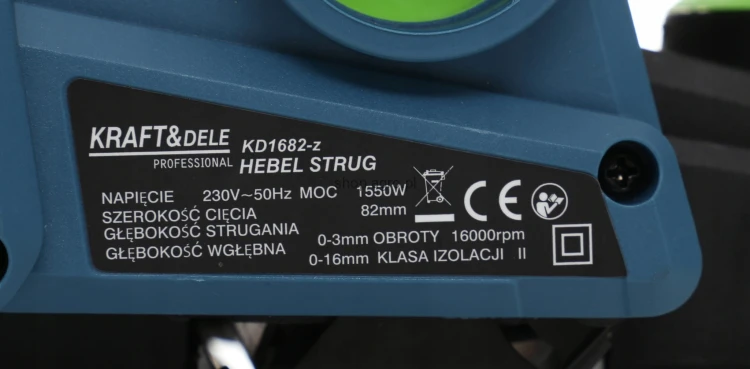 KRAFT&DELE
PROFESSIONAL
KD1682-z
HEBEL STRUG
NAPIĘCIE 230V~50Hz MOC 1550W
SZEROKOŚĆ CIĘCIA 82mm
GŁĘBOKOŚĆ STRUGANIA 0-3mm OBROTY 16000rpm
GŁĘBOKOŚĆ WGŁĘBNA 0-16mm KLASA IZOLACJI II
CE